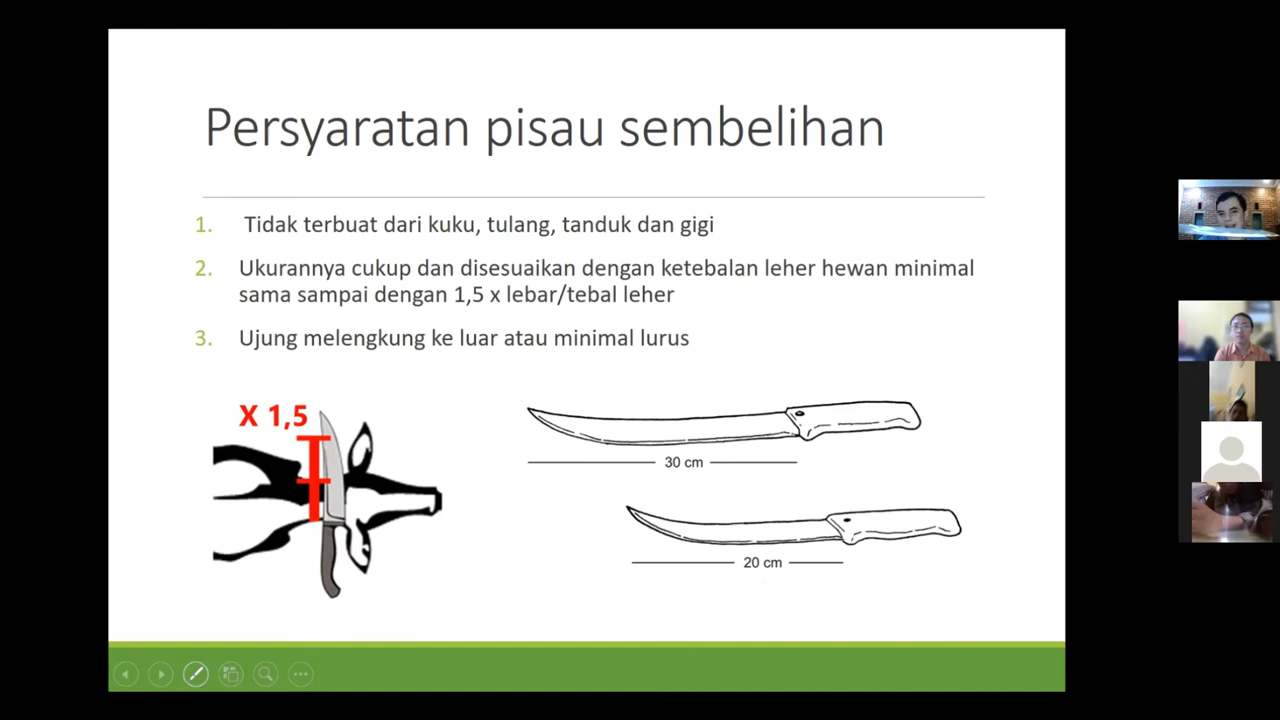 Persyaratan pisau sembelihan
1. Tidak terbuat dari kuku, tulang, tanduk dan gigi
2. Ukurannya cukup dan disesuaikan dengan ketebalan leher hewan minimal
sama sampai dengan 1,5 x lebar/tebal leher
3. Ujung melengkung ke luar atau minimal lurus
X 1,5
30 cm
20 cm